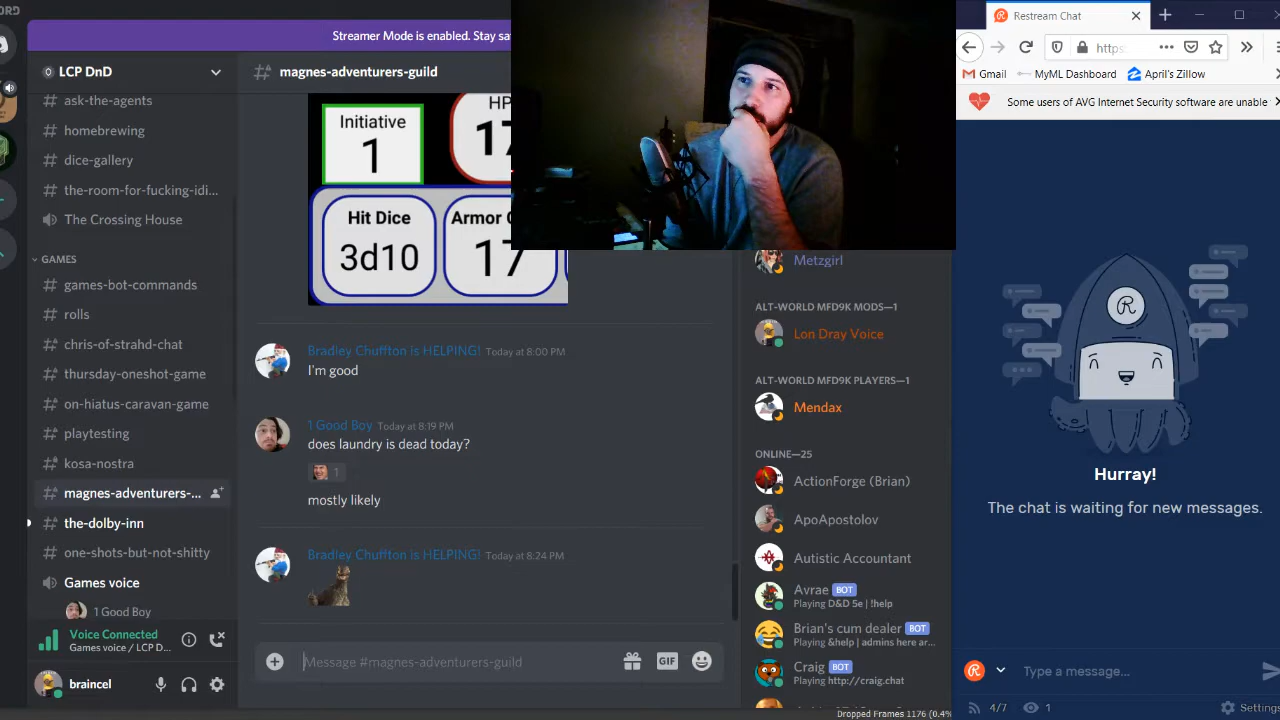 ORD
Streamer Mode is enabled. Stay sa
LCP DnD
magnes-adventurers-guild
ask-the-agents
homebrewing
dice-gallery
the-room-for-fucking-idi...
The Crossing House
GAMES
games-bot-commands
rolls
chris-astralv-chat
thursday-oneshot-game
on-hiatus-caravan-game
playtesting
kosa-nostra
magnes-adventurers-...
the-dolby-inn
one-shots-but-not-shitty
Games voice
1 Good Boy
Voice Connected
Games voice / LCP D...
Initiative
1
HP
17
Hit Dice
3d10
Armor C
17
Bradley Chuffton is HELPING! Today at 8:00 PM
I'm good
1 Good Boy Today at 8:19 PM
does laundry is dead today?
1
mostly likely
Bradley Chuffton is HELPING! Today at 8:24 PM
Message #magnes-adventurers-guild
GIF
Metzgirl
ALT-WORLD MFD9K MODS—1
Lon Dray Voice
ALT-WORLD MFD9K PLAYERS—1
Mendax
ONLINE—25
ActionForge (Brian)
ApoApostolov
Autistic Accountant
Avrae BOT
Playing D&D 5e | !help
Brian's cum dealer BOT
Playing &help | admins here ar...
Craig BOT
Playing http://craig.chat
Dropped Frames 1176 (0.4%
Restream Chat
https
Gmail
MyML Dashboard
April's Zillow
Some users of AVG Internet Security software are unable
Hurray!
The chat is waiting for new messages.
Type a message...
4/7
1
Settings